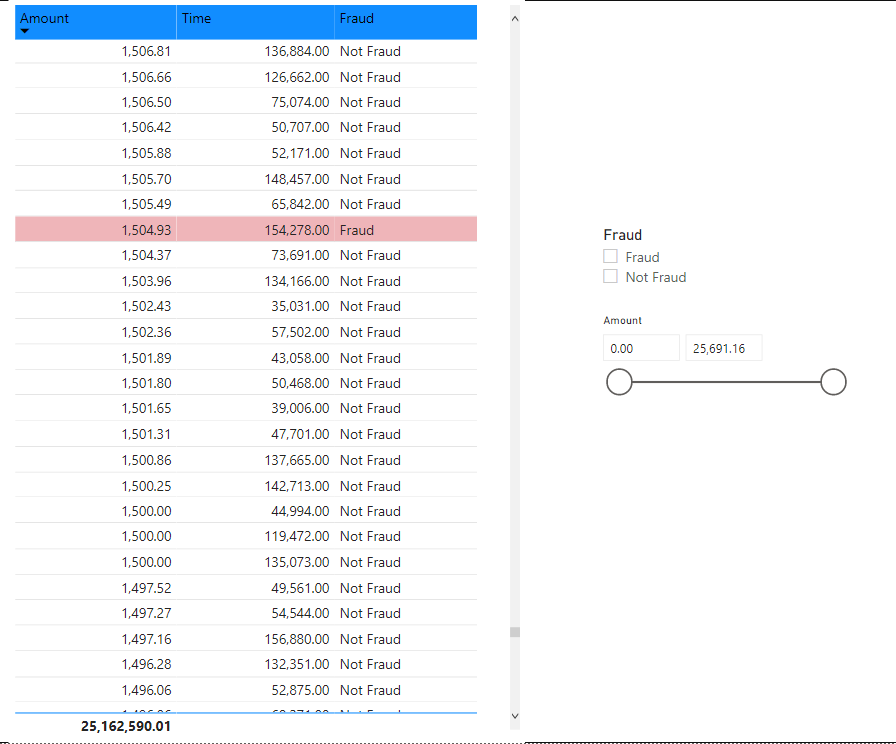 Amount Time Fraud
1,506.81 136,884.00 Not Fraud
1,506.66 126,662.00 Not Fraud
1,506.50 75,074.00 Not Fraud
1,506.42 50,707.00 Not Fraud
1,505.88 52,171.00 Not Fraud
1,505.70 148,457.00 Not Fraud
1,505.49 65,842.00 Not Fraud
1,504.93 154,278.00 Fraud
1,504.37 73,691.00 Not Fraud
1,503.96 134,166.00 Not Fraud
1,502.43 35,031.00 Not Fraud
1,502.36 57,502.00 Not Fraud
1,501.89 43,058.00 Not Fraud
1,501.80 50,468.00 Not Fraud
1,501.65 39,006.00 Not Fraud
1,501.31 47,701.00 Not Fraud
1,500.86 137,665.00 Not Fraud
1,500.25 142,713.00 Not Fraud
1,500.00 44,994.00 Not Fraud
1,500.00 119,472.00 Not Fraud
1,500.00 135,073.00 Not Fraud
1,497.52 49,561.00 Not Fraud
1,497.27 54,544.00 Not Fraud
1,497.16 156,880.00 Not Fraud
1,496.28 132,351.00 Not Fraud
1,496.06 52,875.00 Not Fraud
25,162,590.01
Fraud
Fraud
Not Fraud
Amount
0.00 25,691.16